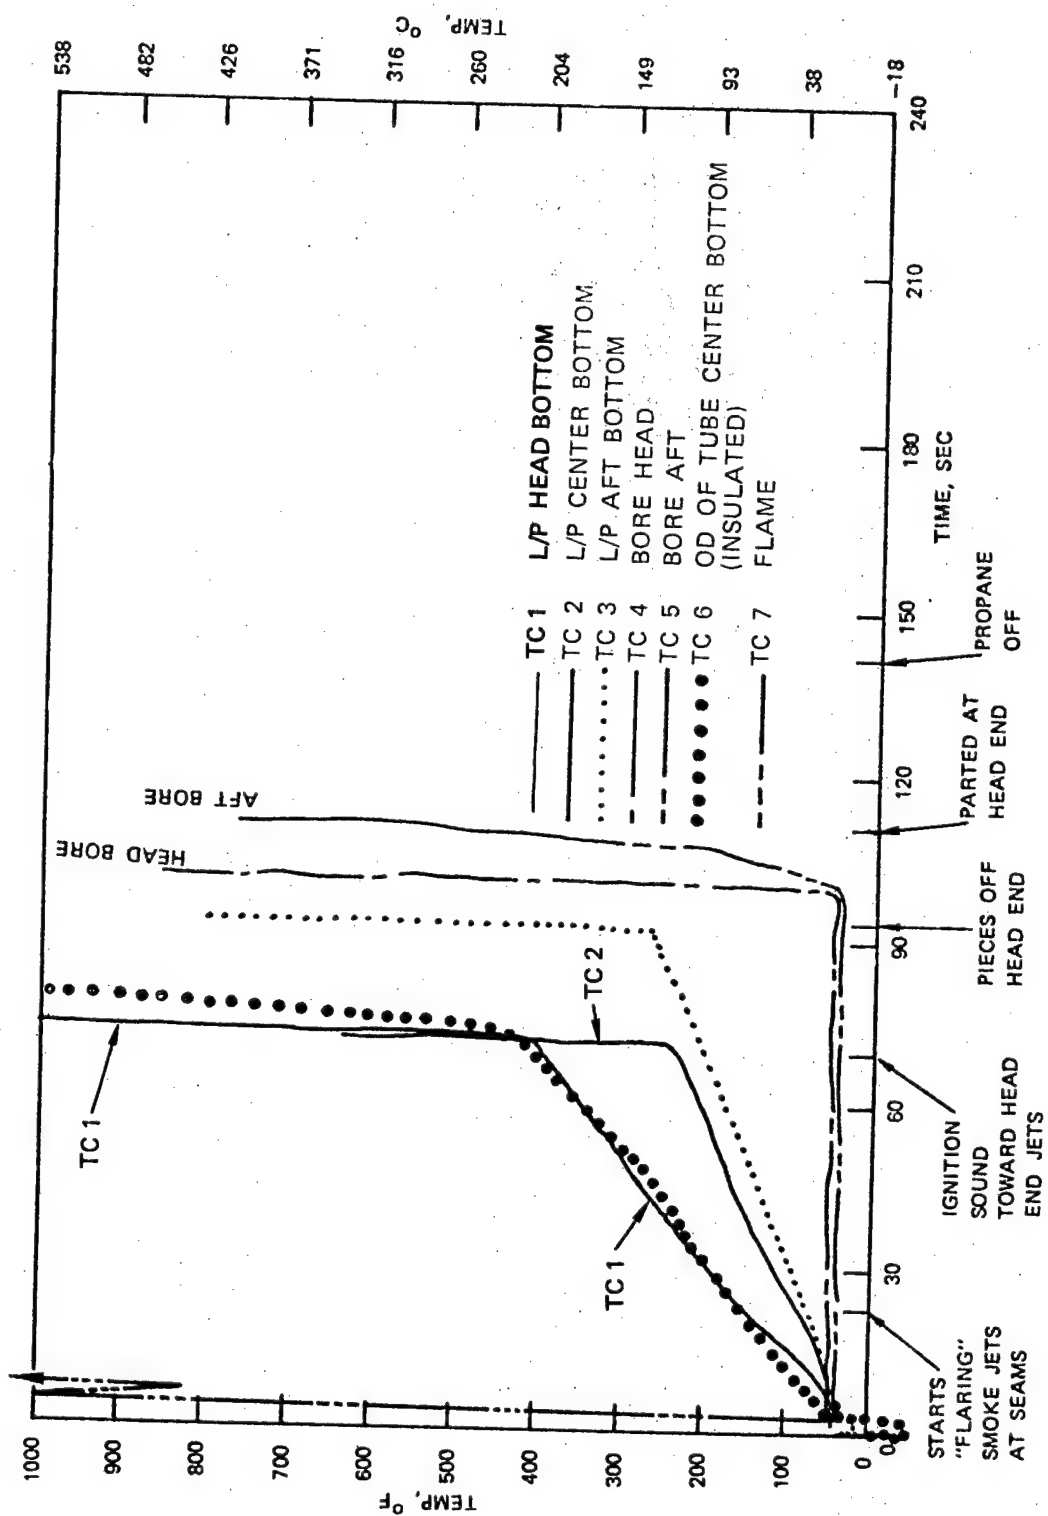 TEMP, °F
1000
900
800
700
600
500
400
300
200
100
0
TEMP, °C
538
482
426
371
316
260
204
149
93
38
-18
30
60
90
120
150
180
210
240
TIME, SEC
TC 1
TC 1
TC 2
HEAD BORE
AFT BORE
TC 1 L/P HEAD BOTTOM
TC 2 L/P CENTER BOTTOM
TC 3 L/P AFT BOTTOM
TC 4 BORE HEAD
TC 5 BORE AFT
TC 6 OD OF TUBE CENTER BOTTOM
(INSULATED)
TC 7 FLAME
STARTS
"FLARING"
SMOKE JETS
AT SEAMS
IGNITION
SOUND
TOWARD HEAD
END JETS
PIECES OFF
HEAD END
PARTED AT
HEAD END
PROPANE
OFF